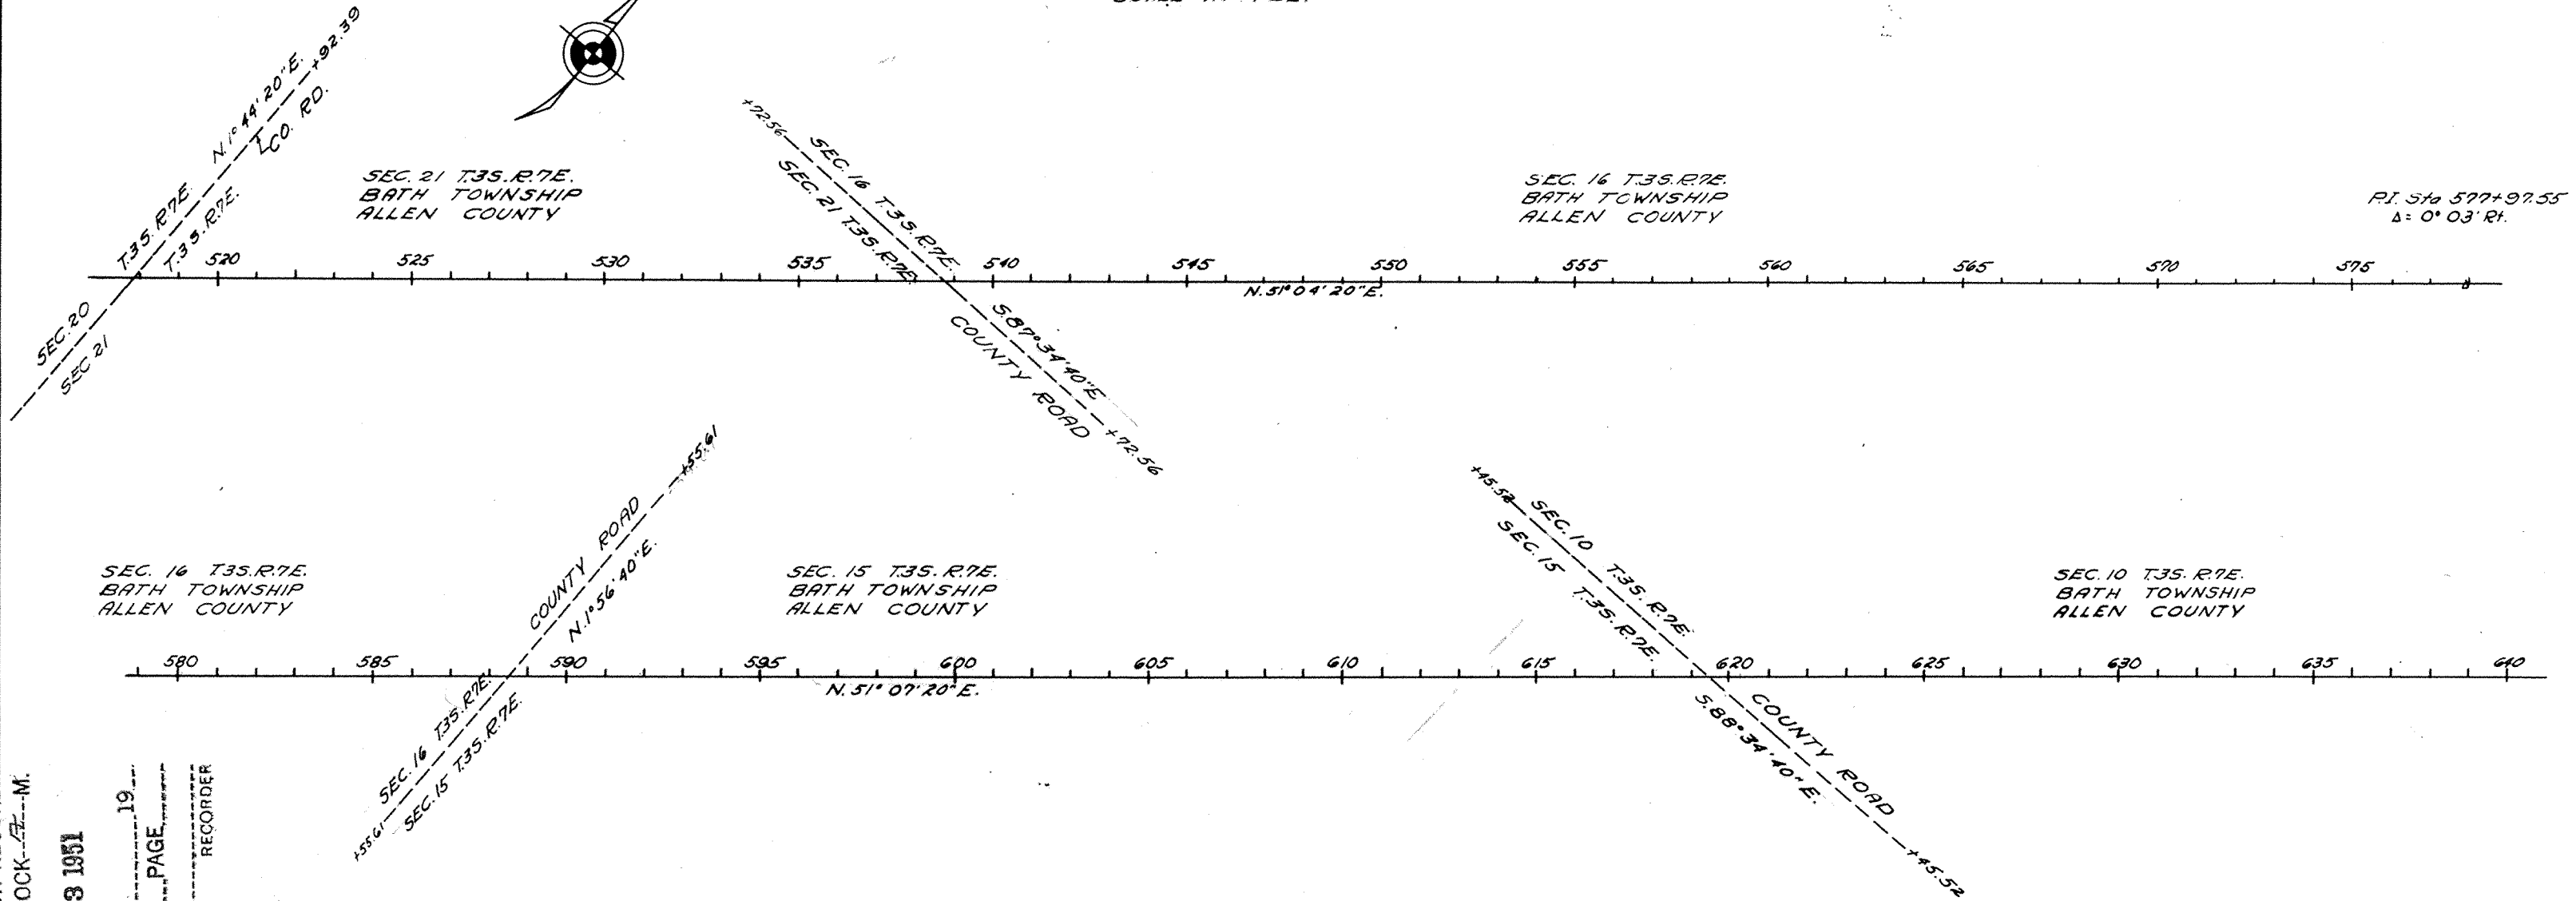 N. 1° 44' 20" E.
+92.39
CO. RD.
T.3S. R.7E.
T.3S. R.7E.
SEC. 20
SEC 21
SEC. 21 T.3S. R.7E.
BATH TOWNSHIP
ALLEN COUNTY
+72.56
SEC. 16 T.3S. R.7E.
SEC. 21 T.3S. R.7E.
SEC. 16 T.3S. R.7E.
BATH TOWNSHIP
ALLEN COUNTY
P.I. Sta 577+97.55
Δ= 0° 03' Rt.
520 525 530 535 540 545 550 555 560 565 570 575
N. 51° 04' 20" E.
S. 87° 34' 40" E
COUNTY ROAD
+72.56
+55.61
COUNTY ROAD
N. 1° 56' 40" E.
SEC. 16 T.3S. R.7E.
BATH TOWNSHIP
ALLEN COUNTY
SEC. 15 T.3S. R.7E.
BATH TOWNSHIP
ALLEN COUNTY
+45.52
SEC. 10 T.3S. R.7E.
SEC. 15 T.3S. R.7E.
SEC. 10 T.3S. R.7E.
BATH TOWNSHIP
ALLEN COUNTY
580 585 590 595 600 605 610 615 620 625 630 635 640
N. 51° 07' 20" E.
SEC. 16 T.3S. R.7E.
SEC. 15 T.3S. R.7E.
+55.61
COUNTY ROAD
S. 88° 34' 40" E.
+45.52
OCK A M.
8 1951
19
PAGE
RECORDER